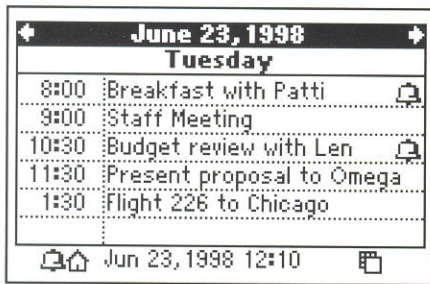 June 23, 1998
Tuesday
8:00 Breakfast with Patti
9:00 Staff Meeting
10:30 Budget review with Len
11:30 Present proposal to Omega
1:30 Flight 226 to Chicago
Jun 23, 1998 12:10